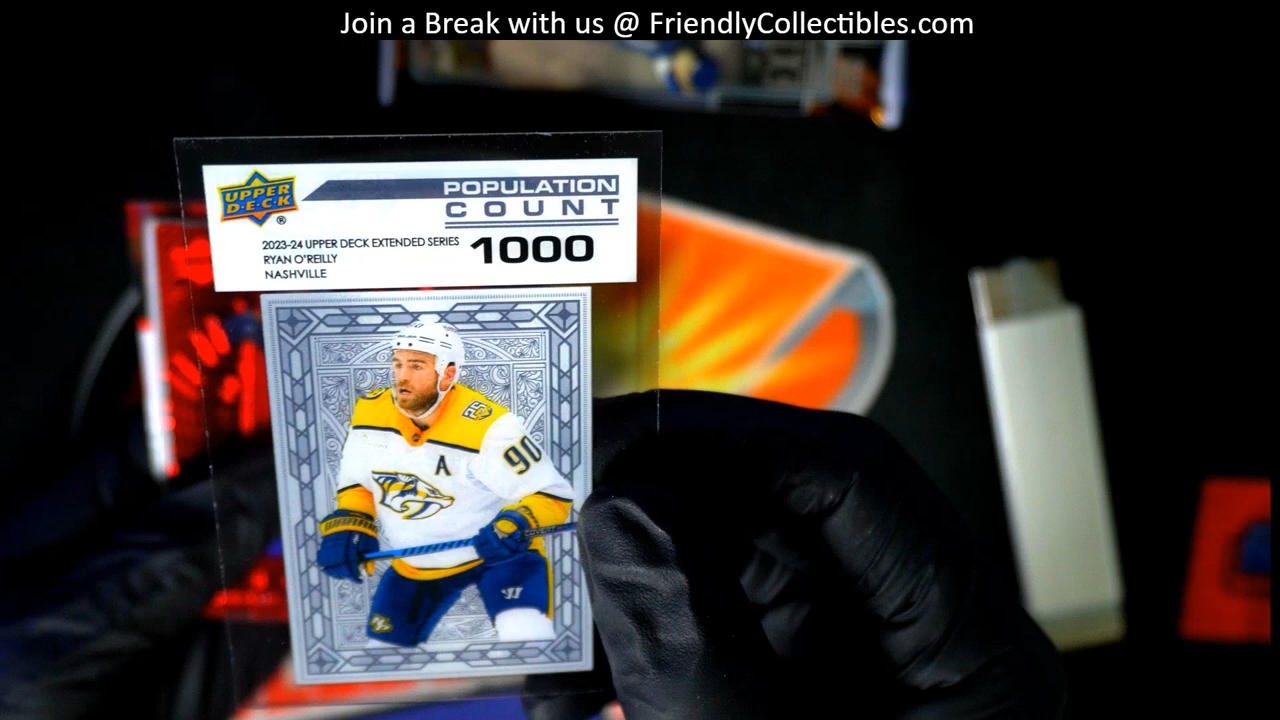 Join a Break with us @ FriendlyCollectibles.com
UPPER
D·E·C·K
®
POPULATION
COUNT
2023-24 UPPER DECK EXTENDED SERIES
1000
RYAN O'REILLY
NASHVILLE
A
90